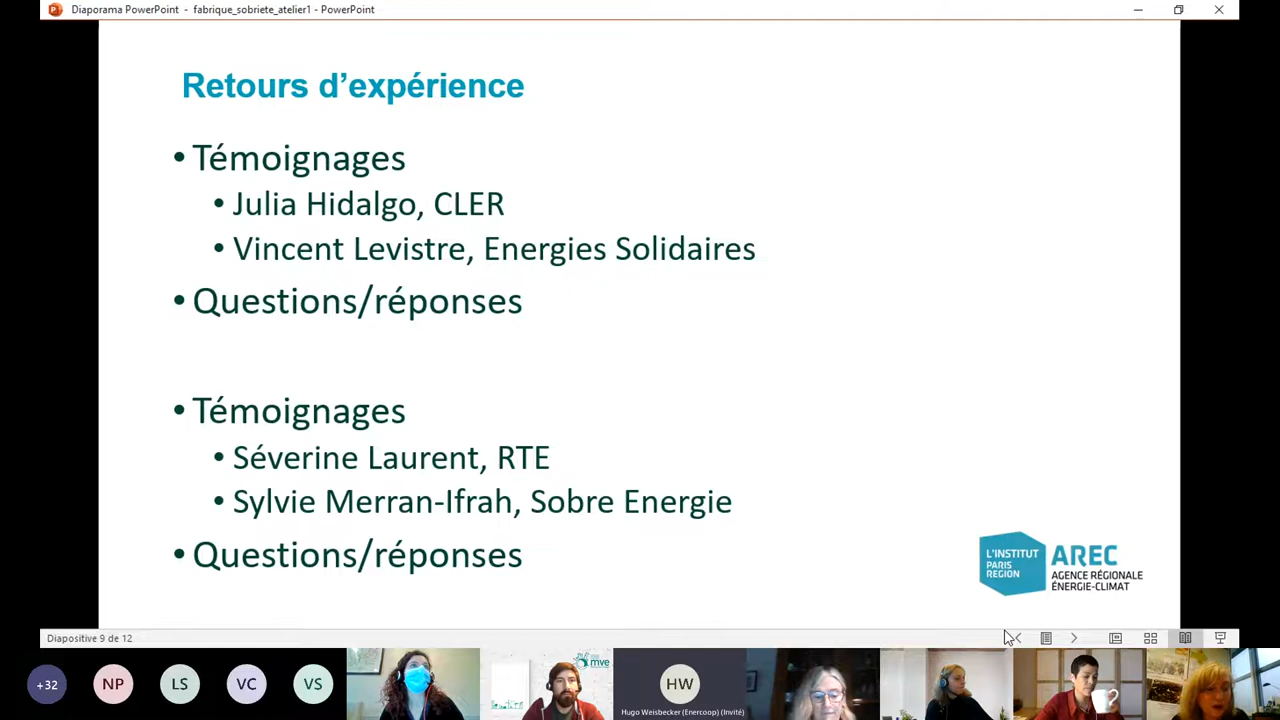 Diaporama PowerPoint - fabrique_sobriete_atelier1 - PowerPoint
Retours d’expérience
• Témoignages
• Julia Hidalgo, CLER
• Vincent Levistre, Energies Solidaires
• Questions/réponses
• Témoignages
• Séverine Laurent, RTE
• Sylvie Merran-Ifrah, Sobre Energie
• Questions/réponses
L'INSTITUT
PARIS
REGION
AREC
AGENCE RÉGIONALE
ÉNERGIE-CLIMAT
Diapositive 9 de 12
+32
NP
LS
VC
VS
mve
HW
Hugo Weisbecker (Enercoop) (Invité)